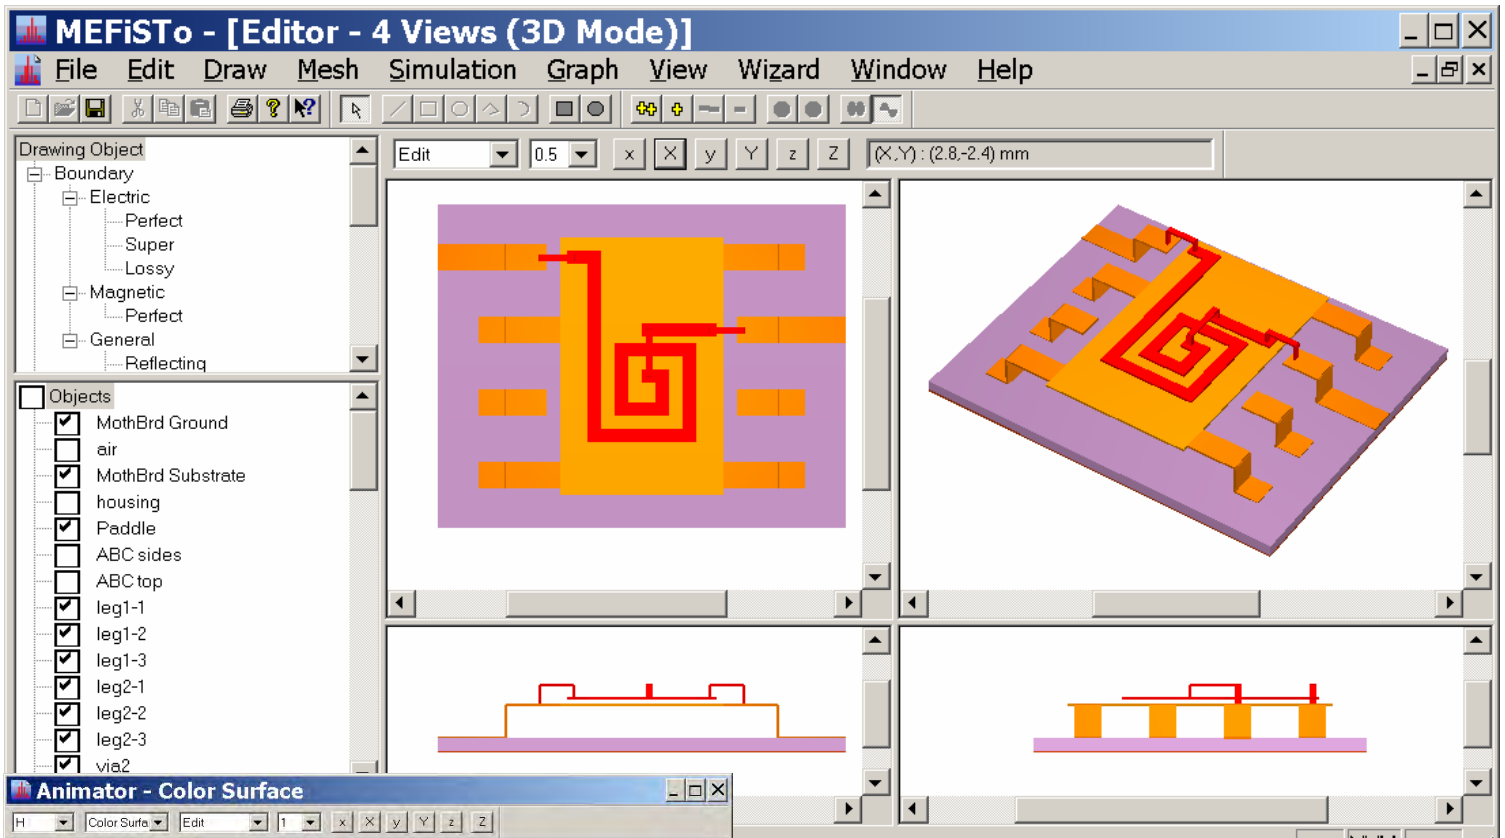 MEFiSTo - [Editor - 4 Views (3D Mode)]
File Edit Draw Mesh Simulation Graph View Wizard Window Help
Drawing Object
Boundary
Electric
Perfect
Super
Lossy
Magnetic
Perfect
General
Reflecting
Edit 0.5 x X y Y z Z (X,Y) : (2.8,-2.4) mm
Objects
MothBrd Ground
air
MothBrd Substrate
housing
Paddle
ABC sides
ABC top
leg1-1
leg1-2
leg1-3
leg2-1
leg2-2
leg2-3
via2
Animator - Color Surface
H Color Surfa Edit 1 x X y Y z Z